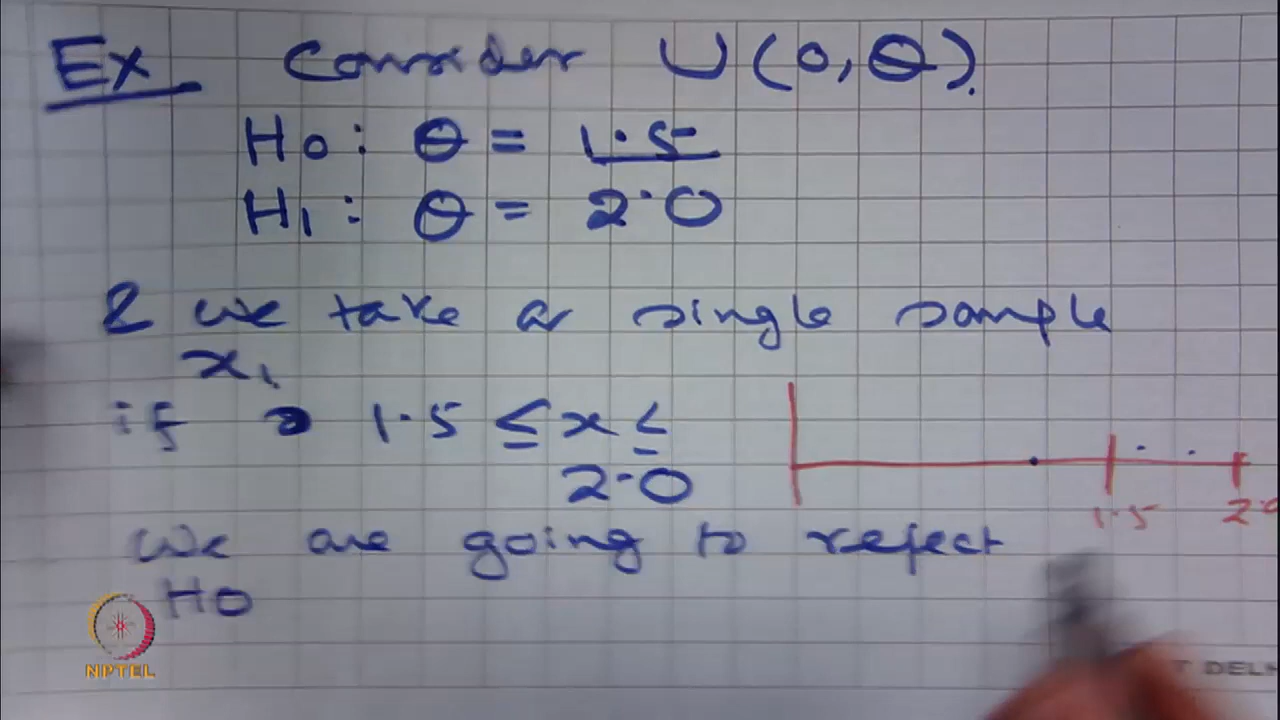 Ex Consider U(0, θ).
H0: θ = 1.5
H1: θ = 2.0
& we take a single sample
x1
if 1.5 ≤ x ≤
2.0
1.5 2.0
we are going to reject
H0
NPTEL
T DELH